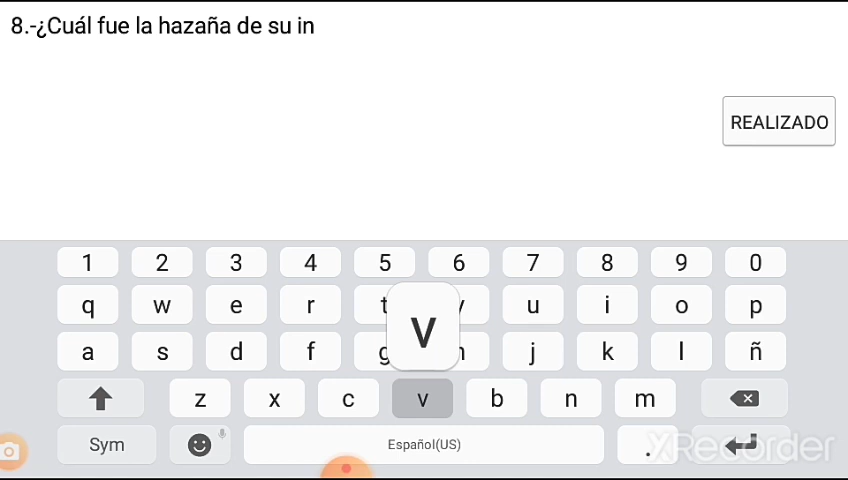 8.-¿Cuál fue la hazaña de su in
REALIZADO
1 2 3 4 5 6 7 8 9 0
q w e r t y u i o p
v
a s d f g h j k l ñ
z x c v b n m
Sym Español(US) .
XRecorder